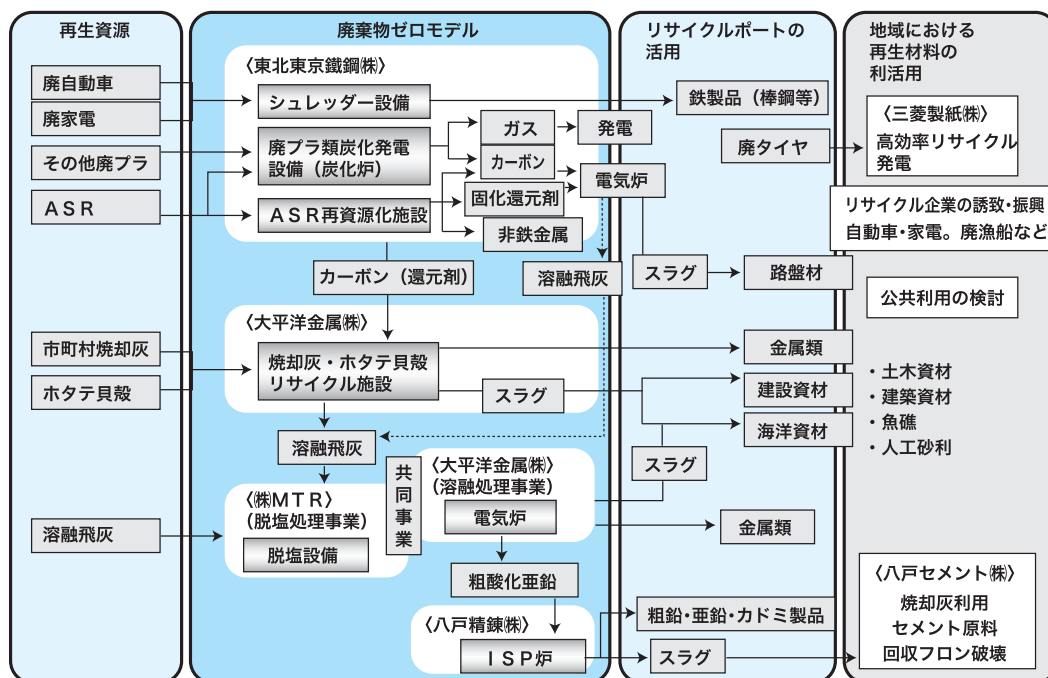 再生資源
廃自動車
廃家電
その他廃プラ
ASR
市町村焼却灰
ホタテ貝殻
溶融飛灰
廃棄物ゼロモデル
〈東北東京鐵鋼㈱〉
シュレッダー設備
廃プラ類炭化発電
設備（炭化炉）
ASR再資源化施設
ガス
発電
カーボン
電気炉
固化還元剤
非鉄金属
カーボン（還元剤）
溶融飛灰
〈大平洋金属㈱〉
焼却灰・ホタテ貝殻
リサイクル施設
スラグ
溶融飛灰
〈㈱MTR〉
（脱塩処理事業）
脱塩設備
共同事業
〈大平洋金属㈱〉
（溶融処理事業）
電気炉
粗酸化亜鉛
〈八戸精錬㈱〉
ISP炉
リサイクルポートの
活用
鉄製品（棒鋼等）
廃タイヤ
スラグ
路盤材
金属類
建設資材
海洋資材
スラグ
金属類
粗鉛・亜鉛・カドミ製品
スラグ
地域における
再生材料の
利活用
〈三菱製紙㈱〉
高効率リサイクル
発電
リサイクル企業の誘致・振興
自動車・家電。廃漁船など
公共利用の検討
・土木資材
・建築資材
・魚礁
・人工砂利
〈八戸セメント㈱〉
焼却灰利用
セメント原料
回収フロン破壊